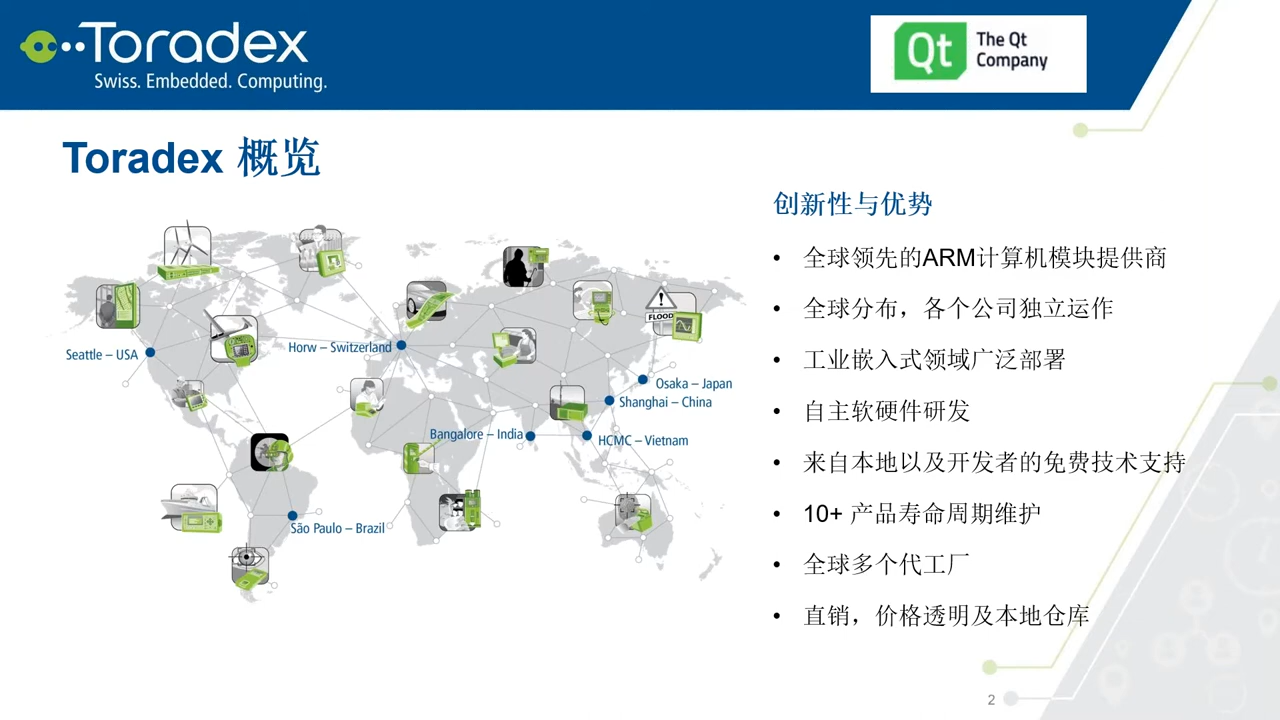 Toradex
Swiss. Embedded. Computing.
Qt
The Qt
Company
Toradex 概览
创新性与优势
• 全球领先的ARM计算机模块提供商
• 全球分布，各个公司独立运作
• 工业嵌入式领域广泛部署
• 自主软硬件研发
• 来自本地以及开发者的免费技术支持
• 10+ 产品寿命周期维护
• 全球多个代工厂
• 直销，价格透明及本地仓库
FLOOD
Seattle – USA
Horw – Switzerland
Osaka – Japan
Shanghai – China
Bangalore – India
HCMC – Vietnam
São Paulo – Brazil
2